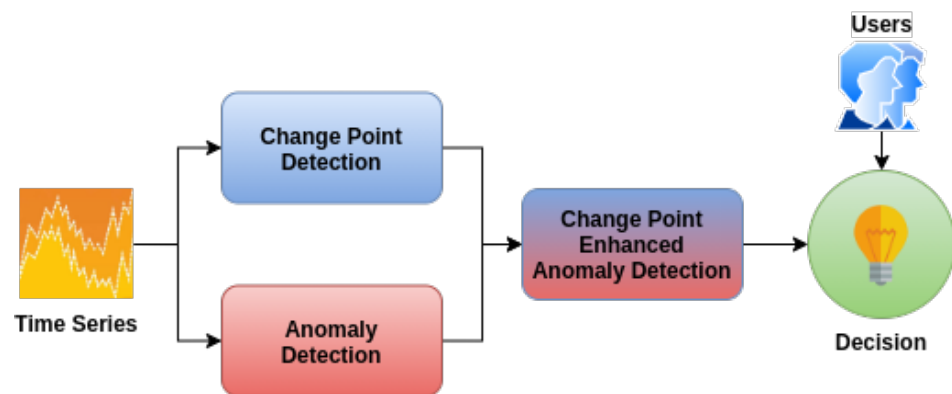 Users
Change Point
Detection
Change Point
Enhanced
Anomaly Detection
Time Series
Anomaly
Detection
Decision